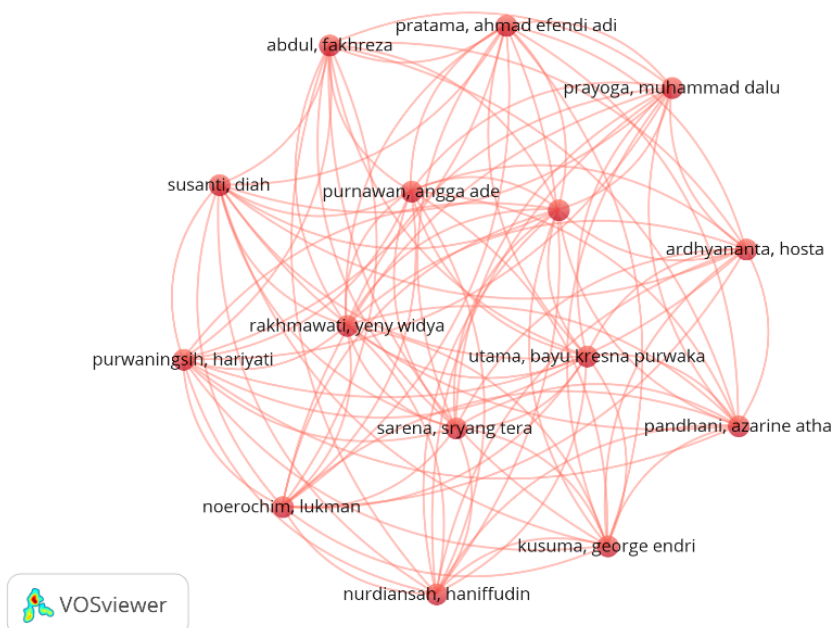 pratama, ahmad efendi adi
abdul, fakhreza
prayoga, muhammad dalu
susanti, diah
purnawan, angga ade
ardhyananta, hosta
rakhmawati, yeny widya
purwaningsih, hariyati
utama, bayu kresna purwaka
sarena, sryang tera
pandhani, azarine atha
noerochim, lukman
kusuma, george endri
nurdiansah, haniffudin
VOSviewer